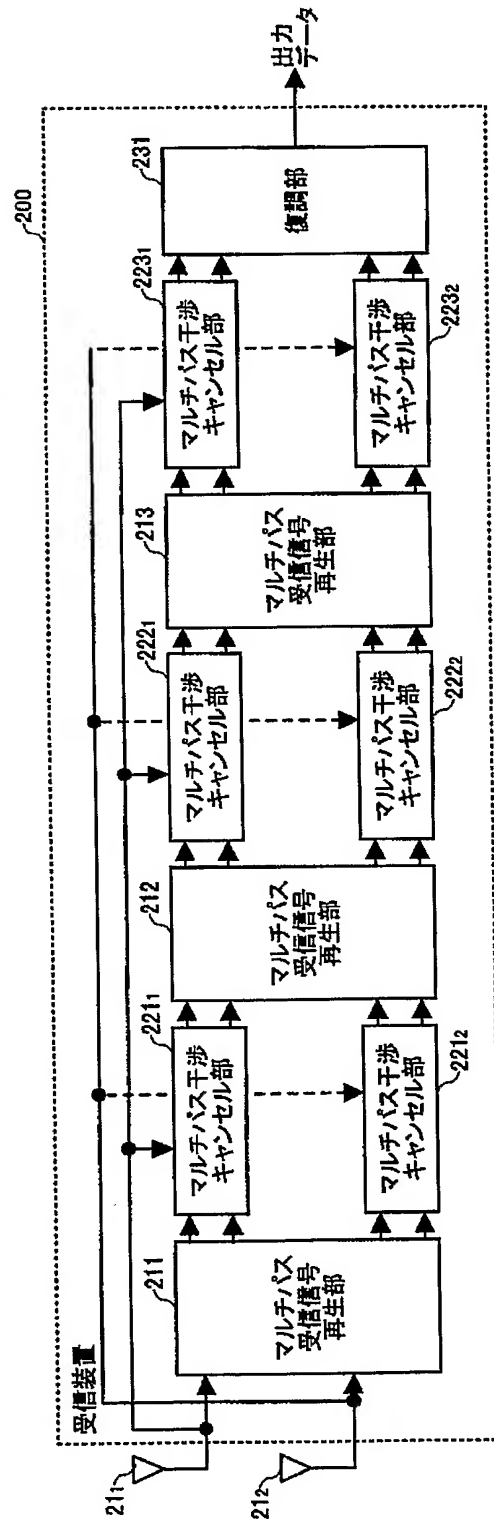 200
受信装置
21₁
21₂
211
マルチパス
受信信号
再生部
221₁
マルチパス干渉
キャンセル部
マルチパス干渉
キャンセル部
221₂
212
マルチパス
受信信号
再生部
222₁
マルチパス干渉
キャンセル部
マルチパス干渉
キャンセル部
222₂
213
マルチパス
受信信号
再生部
223₁
マルチパス干渉
キャンセル部
マルチパス干渉
キャンセル部
223₂
231
復調部
出力
データ